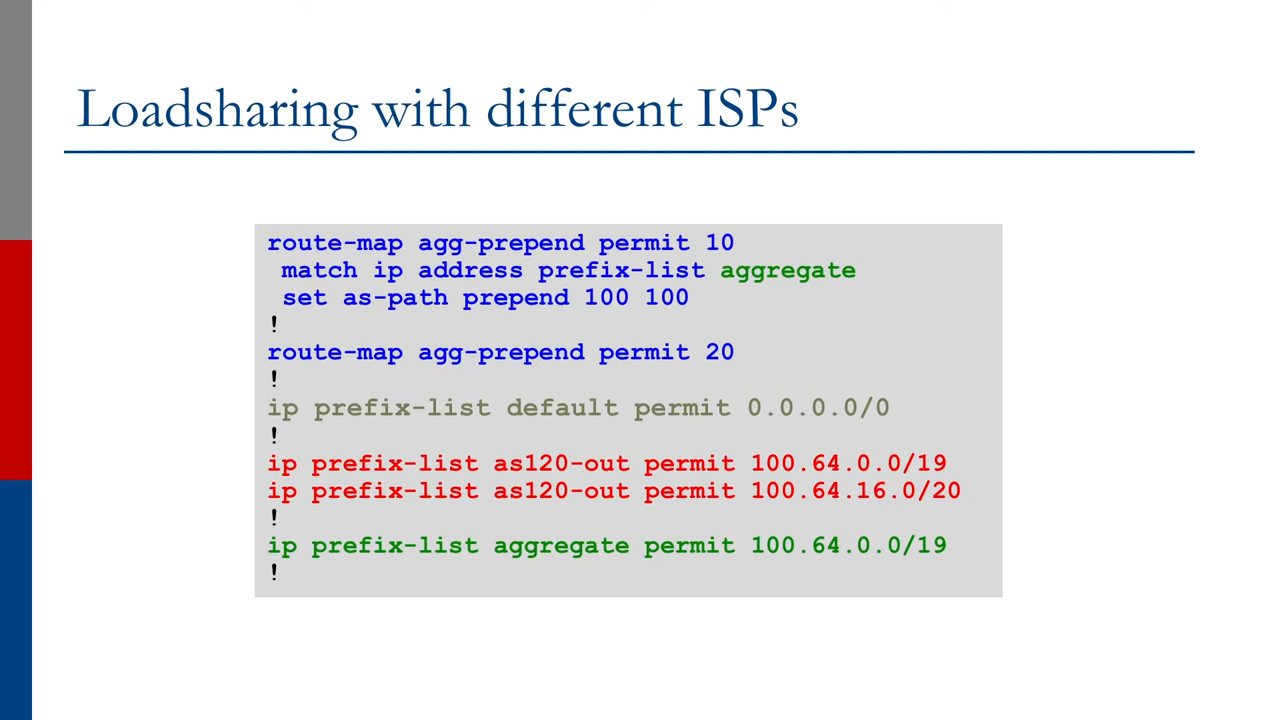 Loadsharing with different ISPs
route-map agg-prepend permit 10
match ip address prefix-list aggregate
set as-path prepend 100 100
!
route-map agg-prepend permit 20
!
ip prefix-list default permit 0.0.0.0/0
!
ip prefix-list as120-out permit 100.64.0.0/19
ip prefix-list as120-out permit 100.64.16.0/20
!
ip prefix-list aggregate permit 100.64.0.0/19
!